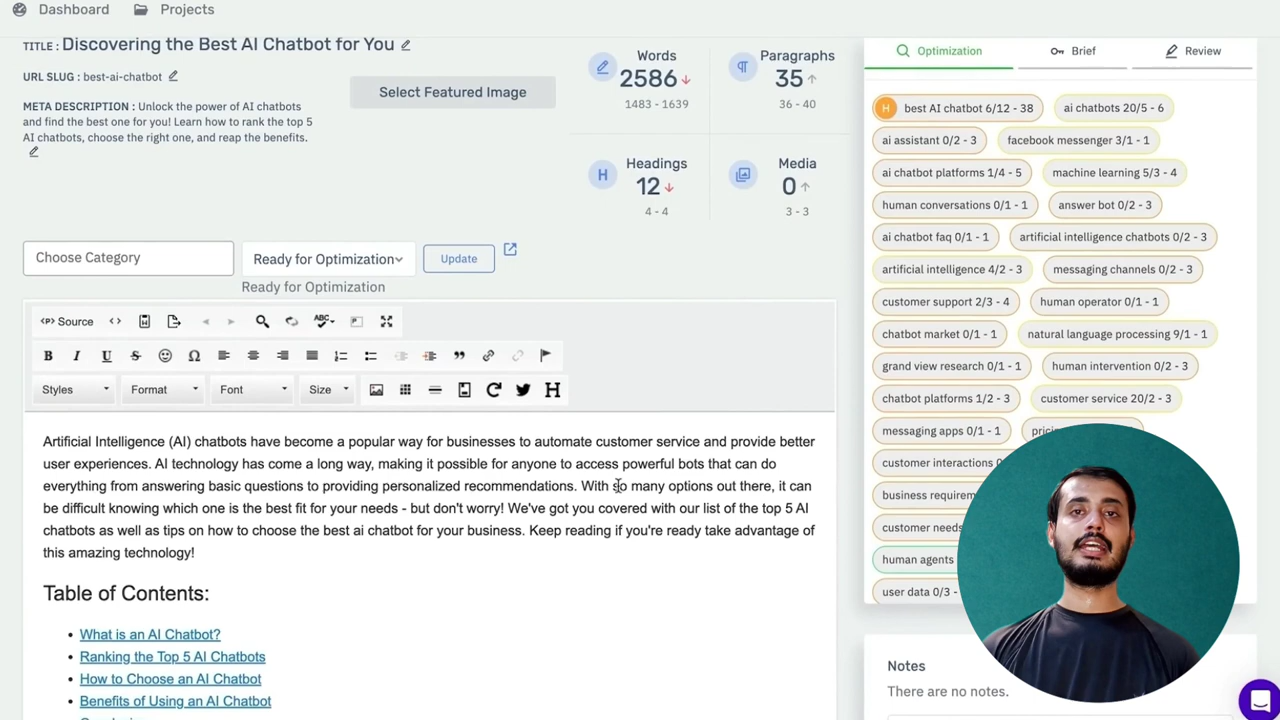 Dashboard
Projects
TITLE : Discovering the Best AI Chatbot for You
URL SLUG : best-ai-chatbot
META DESCRIPTION : Unlock the power of AI chatbots
and find the best one for you! Learn how to rank the top 5
AI chatbots, choose the right one, and reap the benefits.
Select Featured Image
Words
2586
1483 - 1639
Paragraphs
35
36 - 40
H
Headings
12
4 - 4
Media
0
3 - 3
Choose Category
Ready for Optimization
Update
Ready for Optimization
Source
ABC
B I U S Ω
Styles Format Font Size H
Artificial Intelligence (AI) chatbots have become a popular way for businesses to automate customer service and provide better
user experiences. AI technology has come a long way, making it possible for anyone to access powerful bots that can do
everything from answering basic questions to providing personalized recommendations. With so many options out there, it can
be difficult knowing which one is the best fit for your needs - but don't worry! We've got you covered with our list of the top 5 AI
chatbots as well as tips on how to choose the best ai chatbot for your business. Keep reading if you're ready take advantage of
this amazing technology!
Table of Contents:
What is an AI Chatbot?
Ranking the Top 5 AI Chatbots
How to Choose an AI Chatbot
Benefits of Using an AI Chatbot
Optimization
Brief
Review
H best AI chatbot 6/12 - 38 ai chatbots 20/5 - 6
ai assistant 0/2 - 3 facebook messenger 3/1 - 1
ai chatbot platforms 1/4 - 5 machine learning 5/3 - 4
human conversations 0/1 - 1 answer bot 0/2 - 3
ai chatbot faq 0/1 - 1 artificial intelligence chatbots 0/2 - 3
artificial intelligence 4/2 - 3 messaging channels 0/2 - 3
customer support 2/3 - 4 human operator 0/1 - 1
chatbot market 0/1 - 1 natural language processing 9/1 - 1
grand view research 0/1 - 1 human intervention 0/2 - 3
chatbot platforms 1/2 - 3 customer service 20/2 - 3
messaging apps 0/1 - 1
customer interactions
business
customer needs
human agents
user data 0/3 -
Notes
There are no notes.